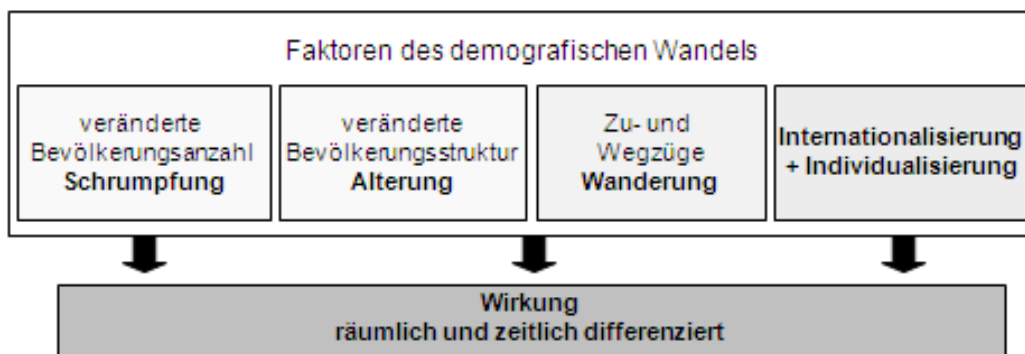 Faktoren des demografischen Wandels
veränderte
Bevölkerungsanzahl
Schrumpfung
veränderte
Bevölkerungsstruktur
Alterung
Zu- und
Wegzüge
Wanderung
Internationalisierung
+ Individualisierung
Wirkung
räumlich und zeitlich differenziert